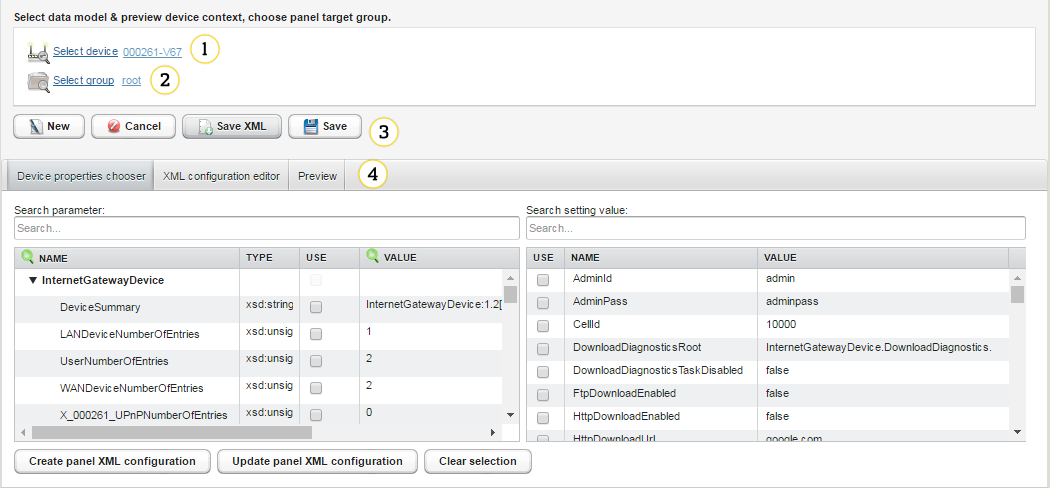 Select data model & preview device context, choose panel target group.
Select device 000261-V67 1
Select group root 2
New Cancel Save XML Save 3
Device properties chooser XML configuration editor Preview 4
Search parameter: Search setting value:
Search... Search...
NAME TYPE USE VALUE USE NAME VALUE
InternetGatewayDevice AdminId admin
DeviceSummary xsd:string InternetGatewayDevice:1.2[ AdminPass adminpass
LANDeviceNumberOfEntries xsd:unsig 1 CellId 10000
UserNumberOfEntries xsd:unsig 2 DownloadDiagnosticsRoot InternetGatewayDevice.DownloadDiagnostics.
DownloadDiagnosticsTaskDisabled false
WANDeviceNumberOfEntries xsd:unsig 2 FtpDownloadEnabled false
X_000261_UPnPNumberOfEntries xsd:unsig 0 HttpDownloadEnabled false
HttpDownloadUrl google.com
Create panel XML configuration Update panel XML configuration Clear selection